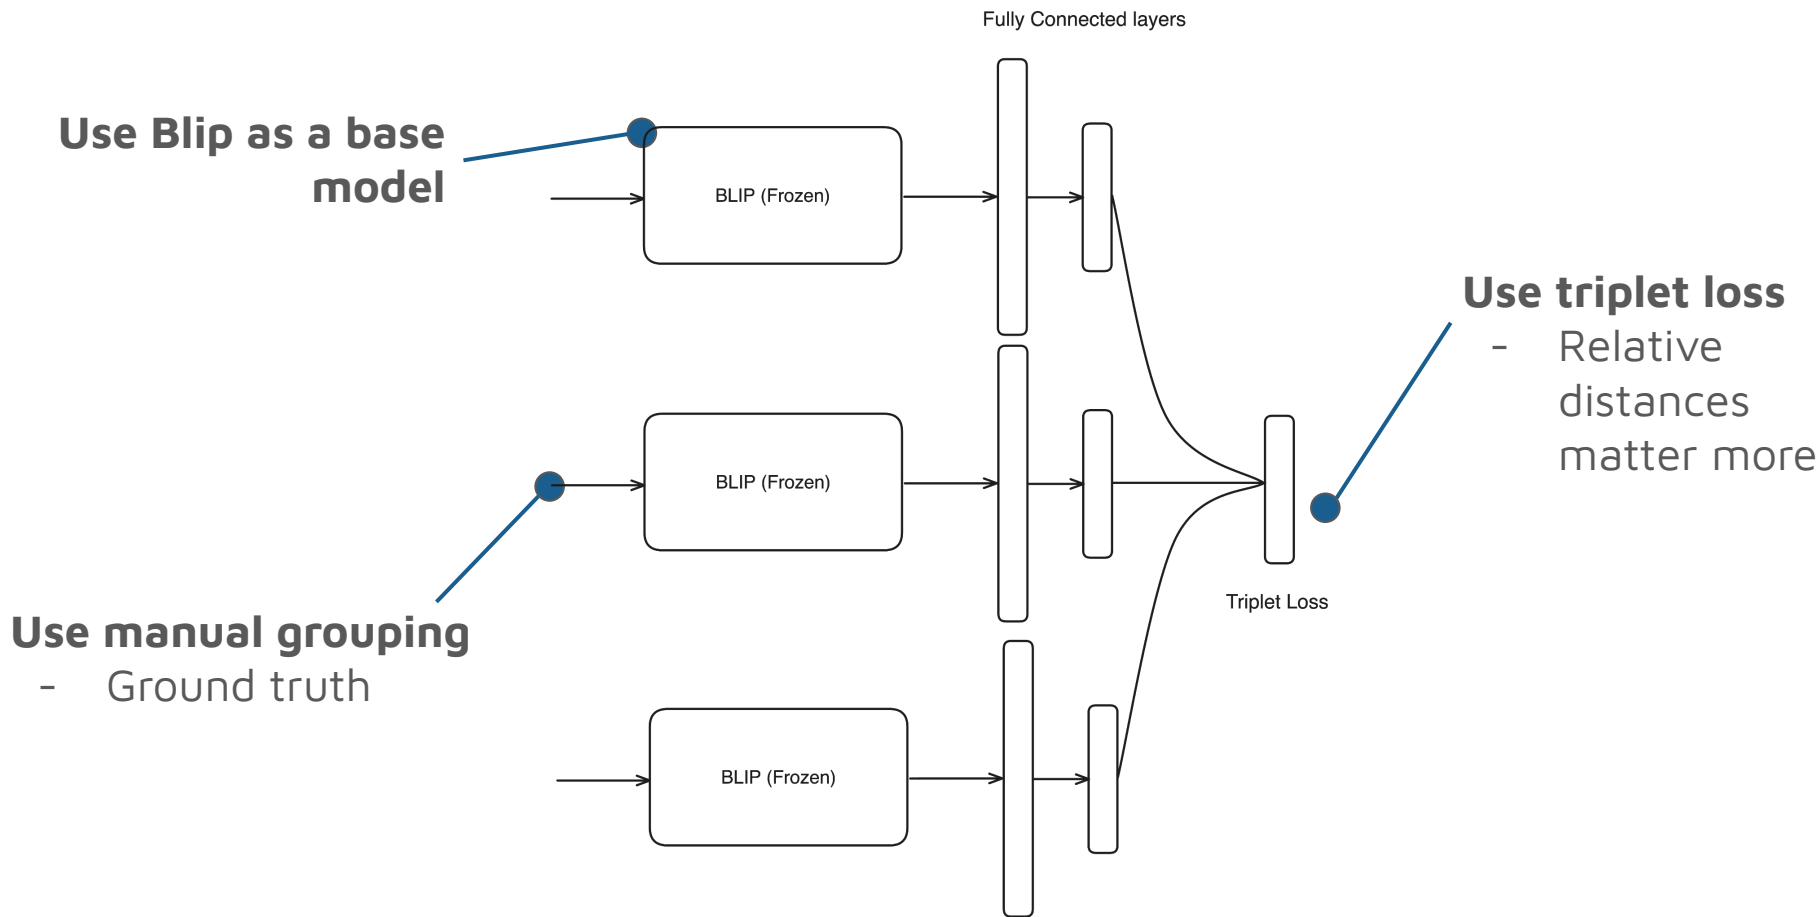 Fully Connected layers
Use Blip as a base
model
BLIP (Frozen)
Use triplet loss
- Relative
distances
matter more
BLIP (Frozen)
Triplet Loss
Use manual grouping
- Ground truth
BLIP (Frozen)